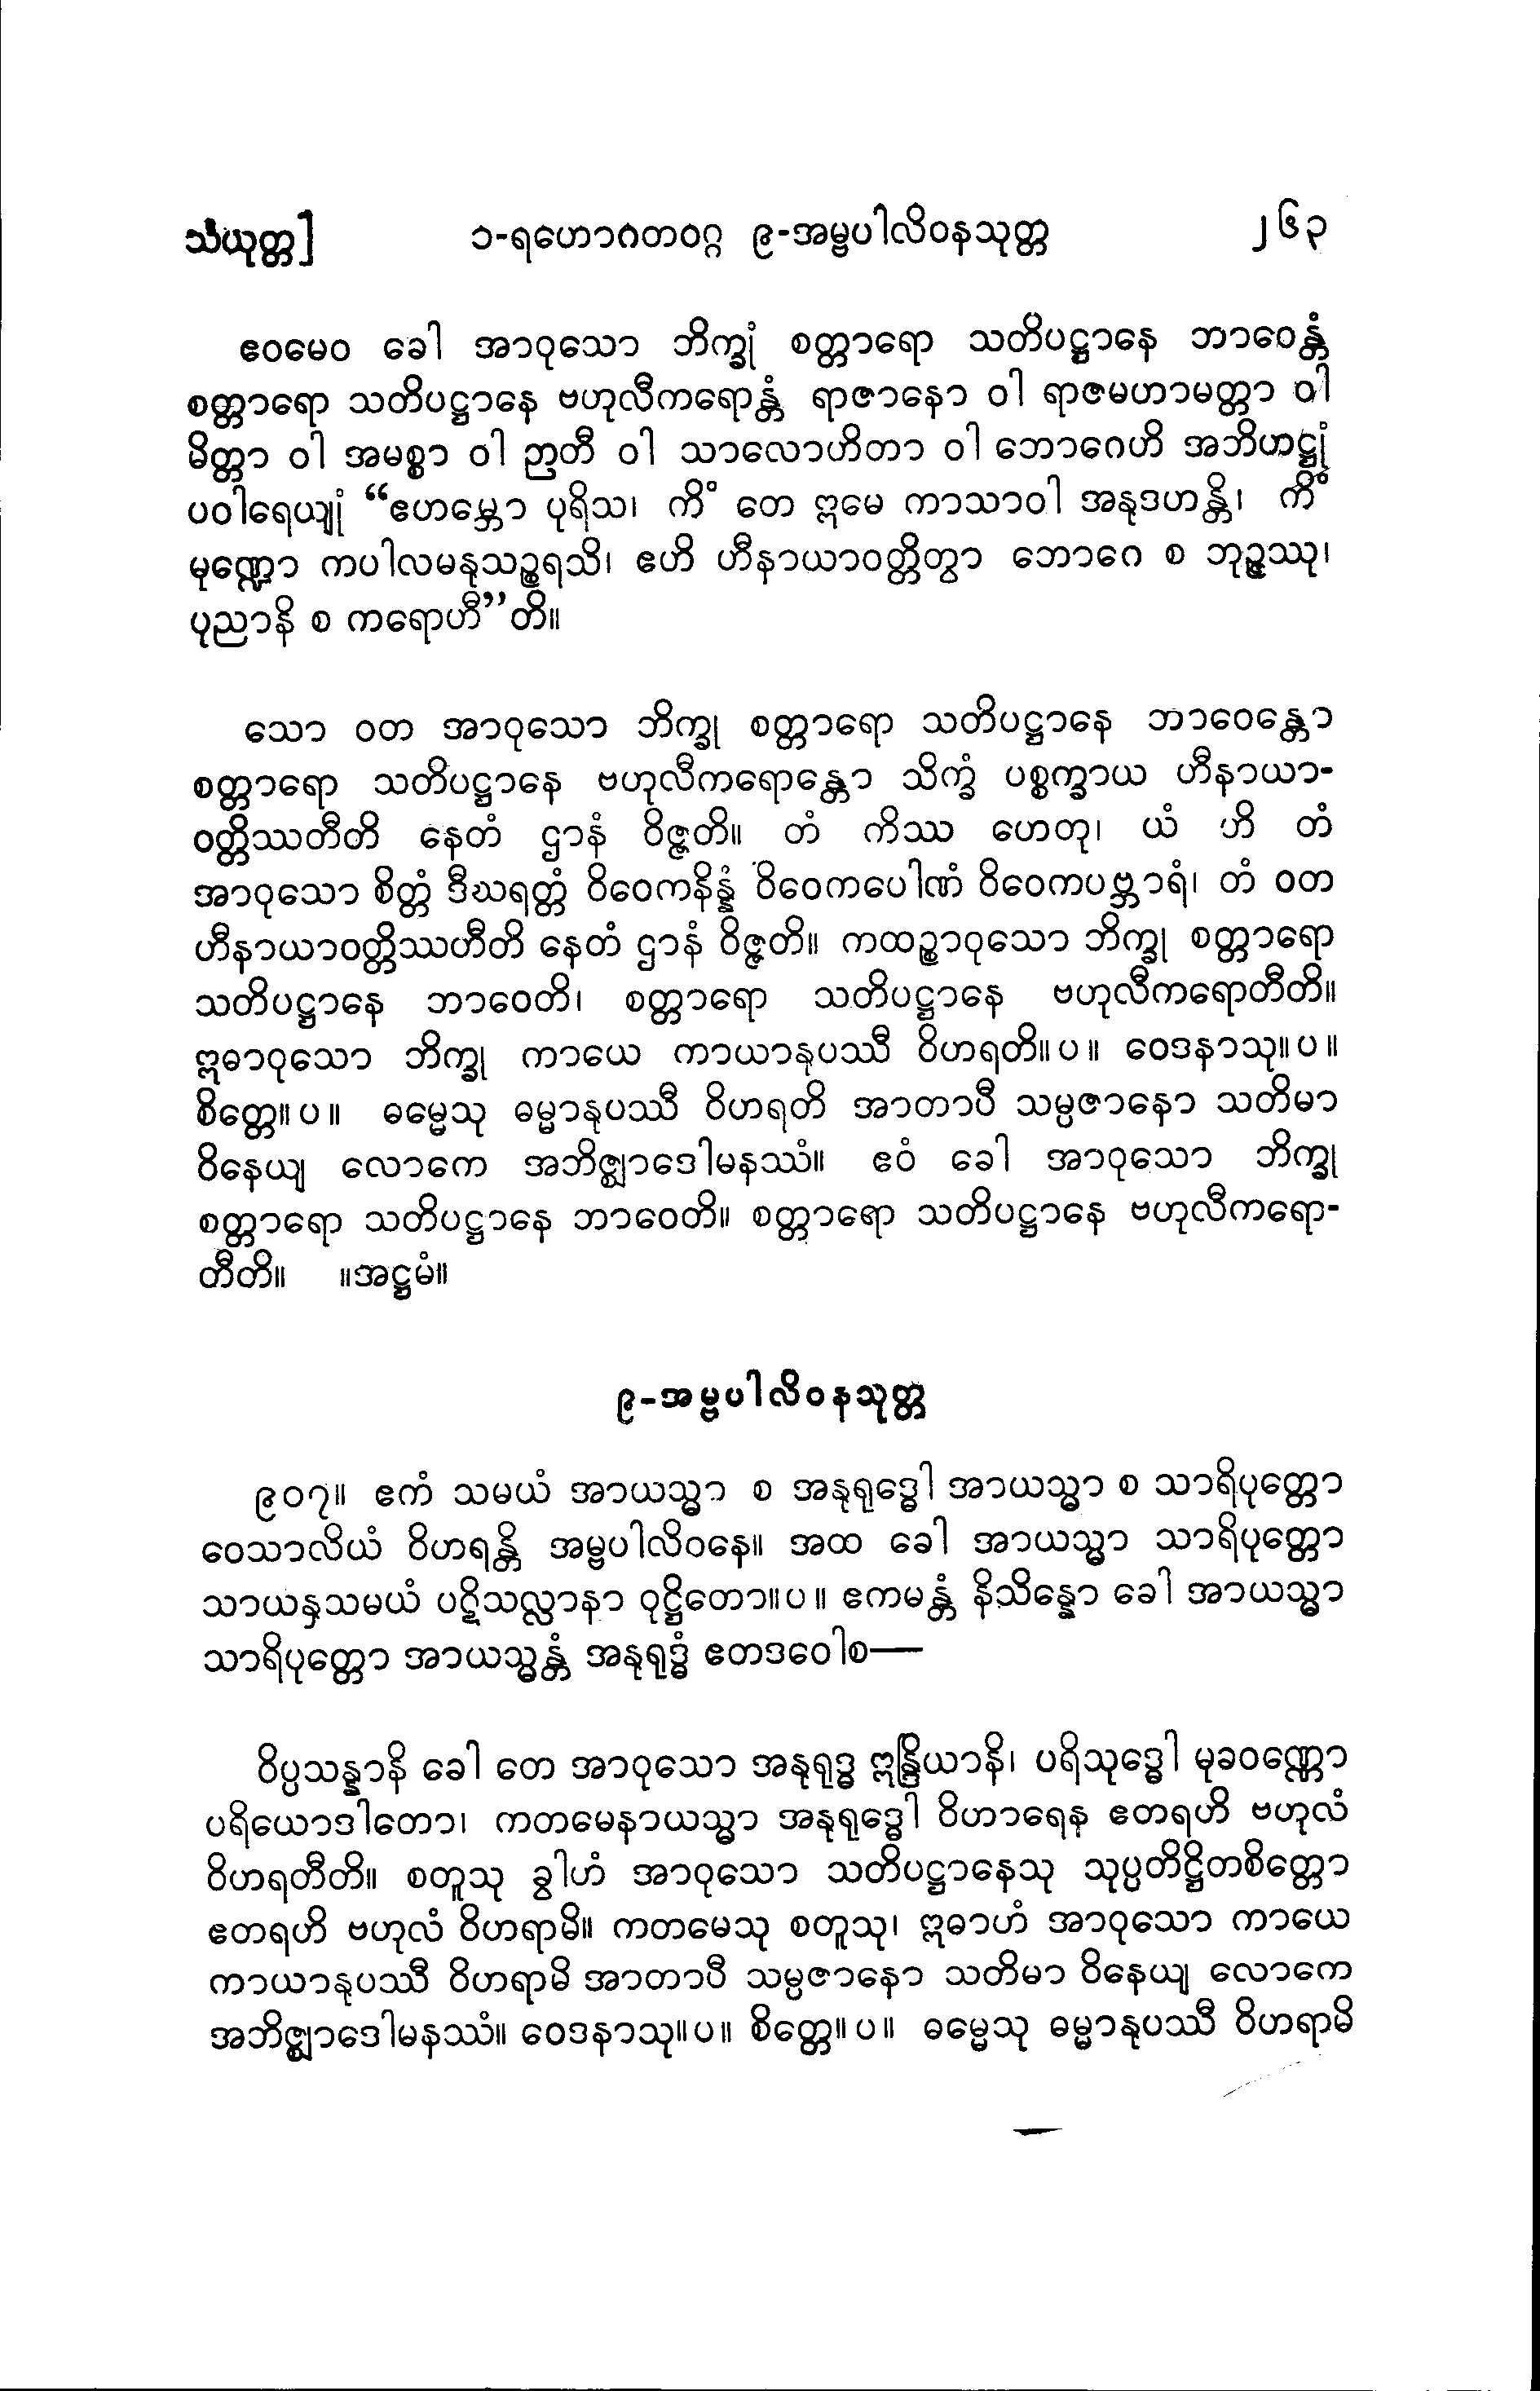 သံယုတ္တ]
၁-ရဟောဂတဝဂ္ဂ ၉-အမ္ဗပါလိဝနသုတ္တ
၂၆၃
ဧဝမေဝ ခေါ အာဝုသော ဘိက္ခုံ စတ္တာရော သတိပဋ္ဌာနေ ဘာဝေန္တံ
စတ္တာရော သတိပဋ္ဌာနေ ဗဟုလီကရောန္တံ ရာဇာနော ဝါ ရာဇမဟာမတ္တာ ဝါ
မိတ္တာ ဝါ အမစ္စာ ဝါ ဉာတီ ဝါ သာလောဟိတာ ဝါ ဘောဂေဟိ အဘိဟဋ္ဌုံ
ပဝါရေယျုံ “ဧဟမ္ဘော ပုရိသ၊ ကိံ တေ ဣမေ ကာသာဝါ အနုဒဟန္တိ၊ ကိံ
မုဏ္ဍော ကပါလမနုသဉ္စရသိ၊ ဧဟိ ဟီနာယာဝတ္တိတွာ ဘောဂေ စ ဘုဉ္ဇဿု၊
ပုညာနိ စ ကရောဟီ”တိ။
သော ဝတ အာဝုသော ဘိက္ခု စတ္တာရော သတိပဋ္ဌာနေ ဘာဝေန္တော
စတ္တာရော သတိပဋ္ဌာနေ ဗဟုလီကရောန္တော သိက္ခံ ပစ္စက္ခာယ ဟီနာယာ-
ဝတ္တိဿတီတိ နေတံ ဌာနံ ဝိဇ္ဇတိ။ တံ ကိဿ ဟေတု၊ ယံ ဟိ တံ
အာဝုသော စိတ္တံ ဒီဃရတ္တံ ဝိဝေကနိန္နံ ဝိဝေကပေါဏံ ဝိဝေကပဗ္ဘာရံ၊ တံ ဝတ
ဟီနာယာဝတ္တိဿတီတိ နေတံ ဌာနံ ဝိဇ္ဇတိ။ ကထဉ္စာဝုသော ဘိက္ခု စတ္တာရော
သတိပဋ္ဌာနေ ဘာဝေတိ၊ စတ္တာရော သတိပဋ္ဌာနေ ဗဟုလီကရောတီတိ။
ဣဓာဝုသော ဘိက္ခု ကာယေ ကာယာနုပဿီ ဝိဟရတိ။ပ။ ဝေဒနာသု။ပ။
စိတ္တေ။ပ။ ဓမ္မေသု ဓမ္မာနုပဿီ ဝိဟရတိ အာတာပီ သမ္ပဇာနော သတိမာ
ဝိနေယျ လောကေ အဘိဇ္ဈာဒေါမနဿံ။ ဧဝံ ခေါ အာဝုသော ဘိက္ခု
စတ္တာရော သတိပဋ္ဌာနေ ဘာဝေတိ။ စတ္တာရော သတိပဋ္ဌာနေ ဗဟုလီကရော-
တီတိ။ ။အဋ္ဌမံ။
၉-အမ္ဗပါလိဝနသုတ္တ
၉၀၇။ ဧကံ သမယံ အာယသ္မာ စ အနုရုဒ္ဓေါ အာယသ္မာ စ သာရိပုတ္တော
ဝေသာလိယံ ဝိဟရန္တိ အမ္ဗပါလိဝနေ။ အထ ခေါ အာယသ္မာ သာရိပုတ္တော
သာယနှသမယံ ပဋိသလ္လာနာ ဝုဋ္ဌိတော။ပ။ ဧကမန္တံ နိသိန္နော ခေါ အာယသ္မာ
သာရိပုတ္တော အာယသ္မန္တံ အနုရုဒ္ဓံ ဧတဒဝေါစ—
ဝိပ္ပသန္နာနိ ခေါ တေ အာဝုသော အနုရုဒ္ဓ ဣန္ဒြိယာနိ၊ ပရိသုဒ္ဓေါ မုခဝဏ္ဏော
ပရိယောဒါတော၊ ကတမေနာယသ္မာ အနုရုဒ္ဓေါ ဝိဟာရေန ဧတရဟိ ဗဟုလံ
ဝိဟရတီတိ။ စတူသု ခွါဟံ အာဝုသော သတိပဋ္ဌာနေသု သုပ္ပတိဋ္ဌိတစိတ္တော
ဧတရဟိ ဗဟုလံ ဝိဟရာမိ။ ကတမေသု စတူသု၊ ဣဓာဟံ အာဝုသော ကာယေ
ကာယာနုပဿီ ဝိဟရာမိ အာတာပီ သမ္ပဇာနော သတိမာ ဝိနေယျ လောကေ
အဘိဇ္ဈာဒေါမနဿံ။ ဝေဒနာသု။ပ။ စိတ္တေ။ပ။ ဓမ္မေသု ဓမ္မာနုပဿီ ဝိဟရာမိ